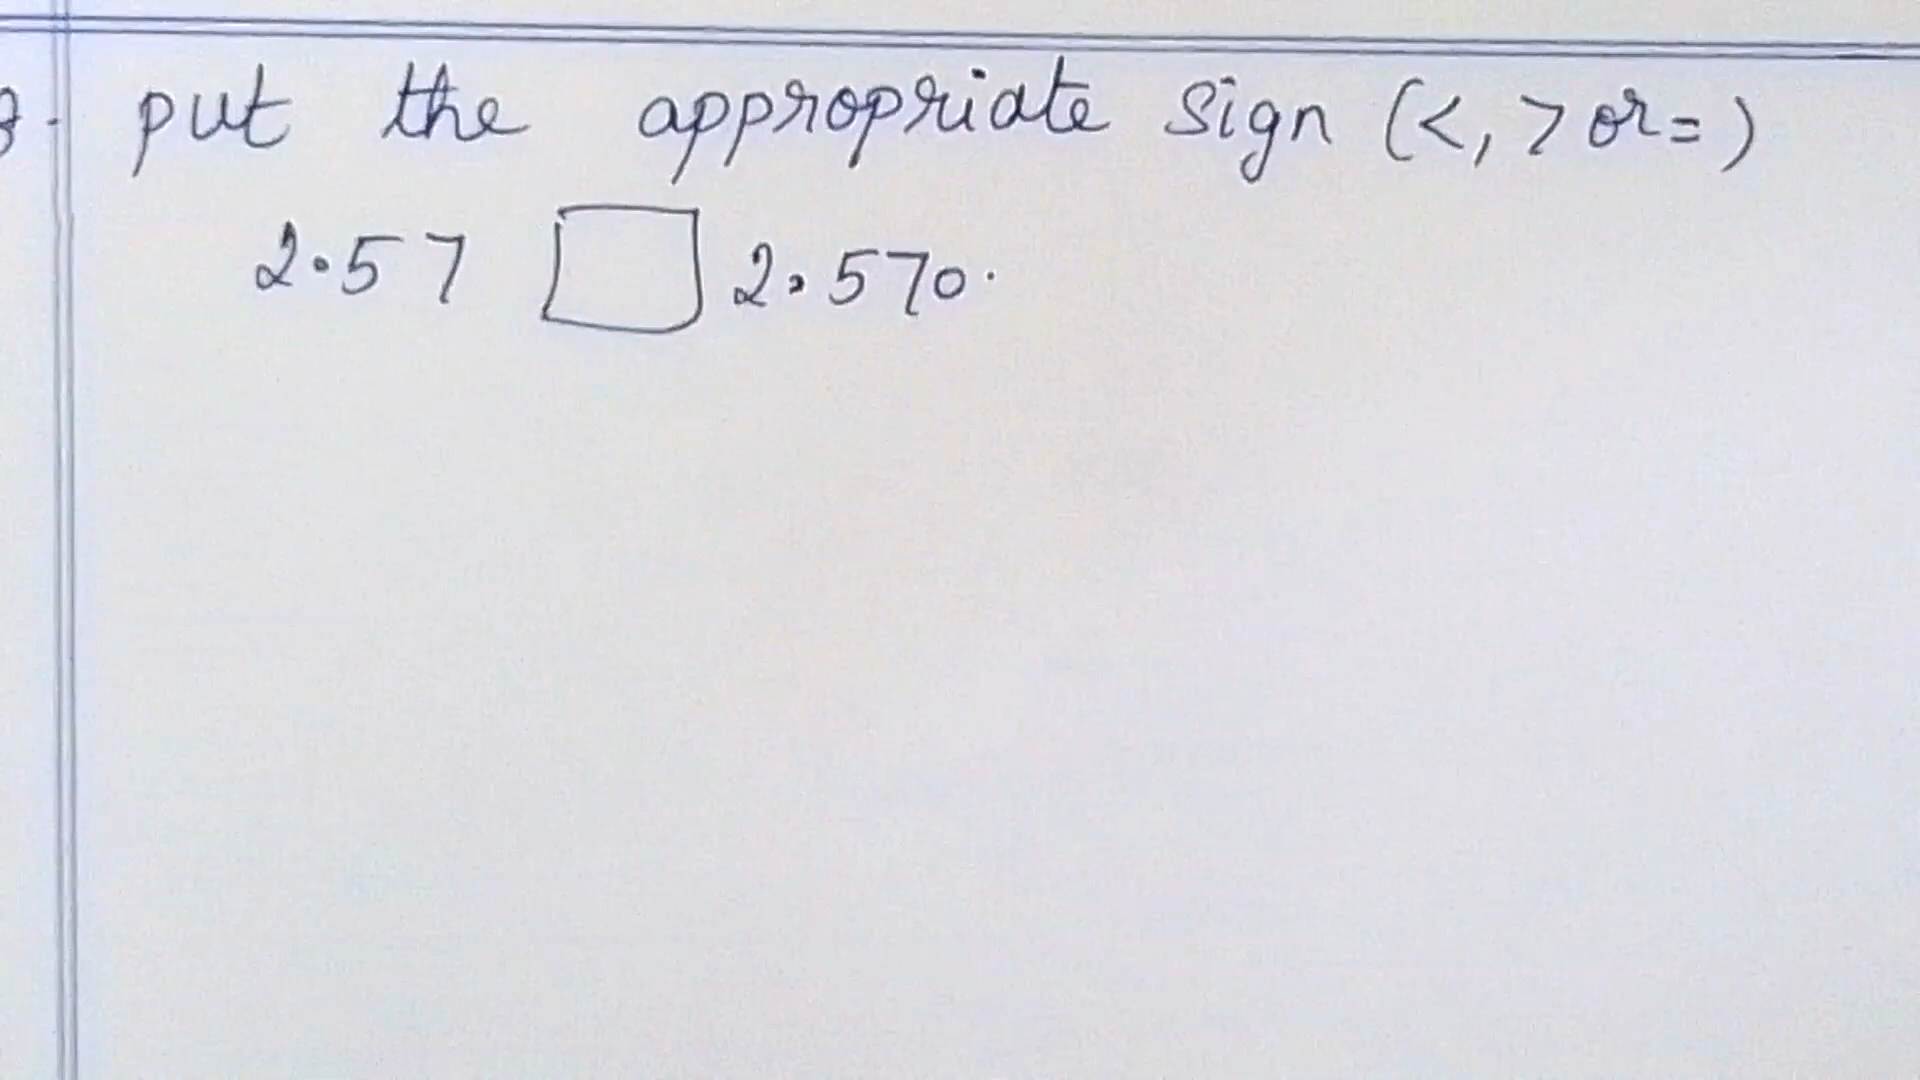 put the appropriate sign (<, > or = )
2.57 2.570.